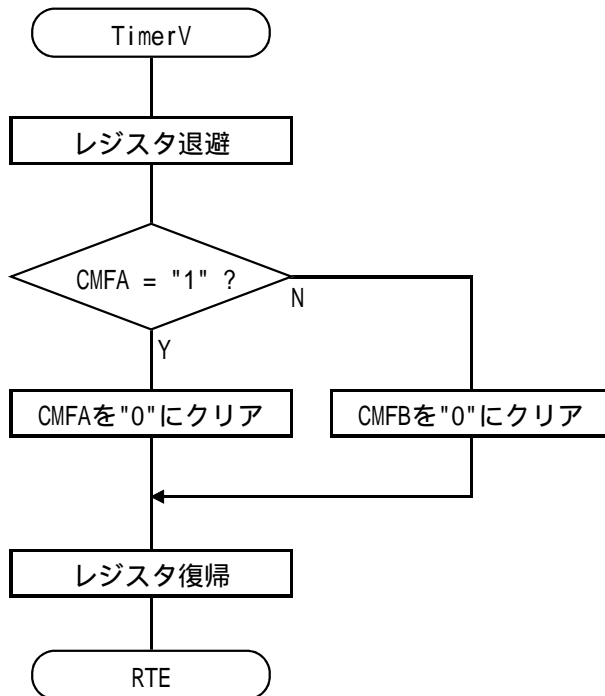 TimerV
レジスタ退避
CMFA = "1" ?
N
Y
CMFAを"0"にクリア
CMFBを"0"にクリア
レジスタ復帰
RTE